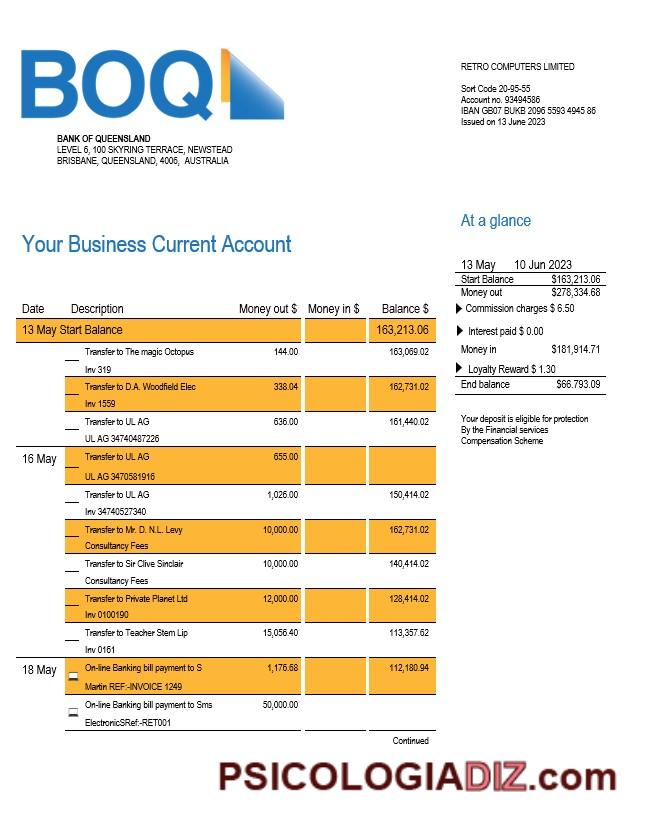 BOQ
RETRO COMPUTERS LIMITED
Sort Code 20-95-55
Account no. 93494586
IBAN GB07 BUKB 2096 5593 4945 86
Issued on 13 June 2023
BANK OF QUEENSLAND
LEVEL 6, 100 SKYRING TERRACE, NEWSTEAD
BRISBANE, QUEENSLAND, 4006, AUSTRALIA
Your Business Current Account
At a glance
13 May 10 Jun 2023
Start Balance $163,213.06
Money out $278,334.68
Commission charges $ 6.50
Interest paid $ 0.00
Money in $181,914.71
Loyalty Reward $ 1.30
End balance $66.793.09
Your deposit is eligible for protection
By the Financial services
Compensation Scheme
Date Description Money out $ Money in $ Balance $
13 May Start Balance 163,213.06
Transfer to The magic Octopus 144.00 163,069.02
Inv 319
Transfer to D.A. Woodfield Elec 338.04 162,731.02
Inv 1559
Transfer to UL AG 636.00 161,440.02
UL AG 34740487226
16 May Transfer to UL AG 655.00
UL AG 3470581916
Transfer to UL AG 1,026.00 150,414.02
Inv 34740527340
Transfer to Mr. D. N.L. Levy 10,000.00 162,731.02
Consultancy Fees
Transfer to Sir Clive Sinclair 10,000.00 140,414.02
Consultancy Fees
Transfer to Private Planet Ltd 12,000.00 128,414.02
Inv 0100190
Transfer to Teacher Stem Lip 15,056.40 113,357.62
Inv 0161
18 May On-line Banking bill payment to S 1,176.68 112,180.94
Martin REF:-INVOICE 1249
On-line Banking bill payment to Sms 50,000.00
ElectronicSRef:-RET001
Continued
PSICOLOGIADIZ.com